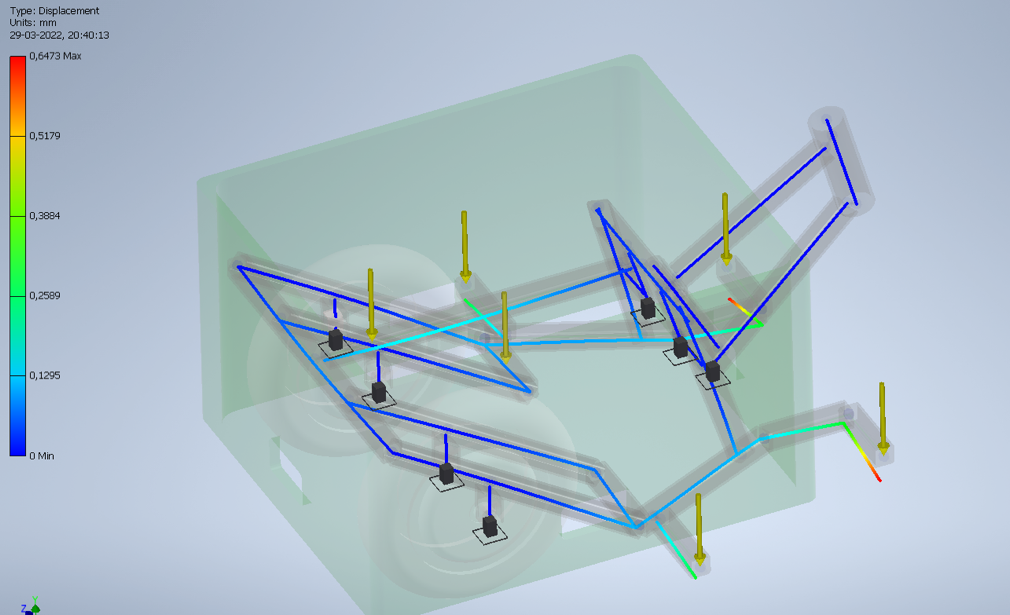 Type: Displacement
Units: mm
29-03-2022, 20:40:13
0,6473 Max
0,5179
0,3884
0,2589
0,1295
0 Min
Y
Z